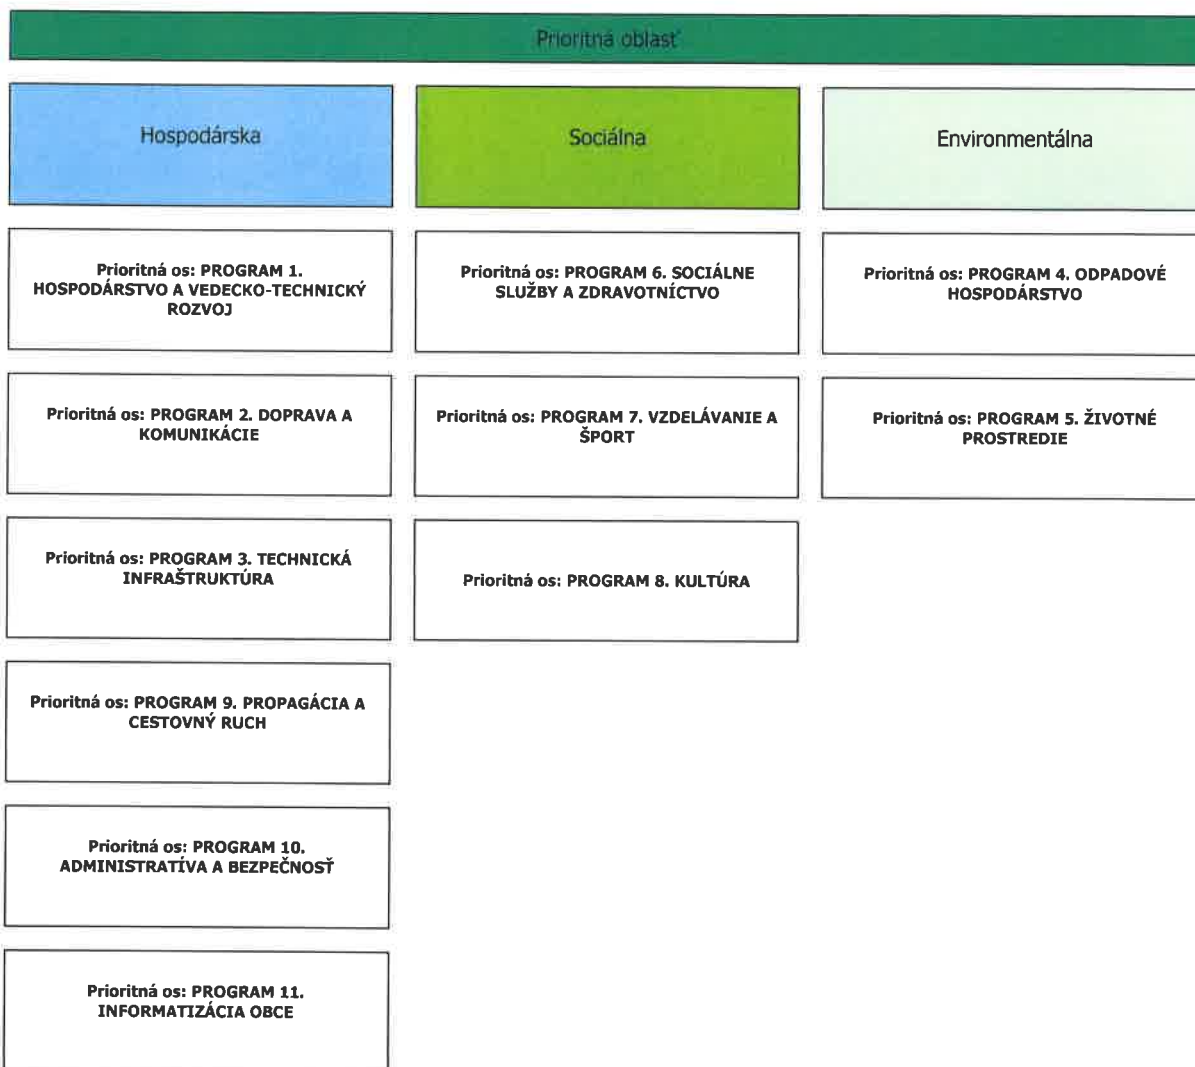 Prioritná oblasť
Hospodárska
Sociálna
Environmentálna
Prioritná os: PROGRAM 1.
HOSPODÁRSTVO A VEDECKO-TECHNICKÝ
ROZVOJ
Prioritná os: PROGRAM 6. SOCIÁLNE
SLUŽBY A ZDRAVOTNÍCTVO
Prioritná os: PROGRAM 4. ODPADOVÉ
HOSPODÁRSTVO
Prioritná os: PROGRAM 2. DOPRAVA A
KOMUNIKÁCIE
Prioritná os: PROGRAM 7. VZDELÁVANIE A
ŠPORT
Prioritná os: PROGRAM 5. ŽIVOTNÉ
PROSTREDIE
Prioritná os: PROGRAM 3. TECHNICKÁ
INFRAŠTRUKTÚRA
Prioritná os: PROGRAM 8. KULTÚRA
Prioritná os: PROGRAM 9. PROPAGÁCIA A
CESTOVNÝ RUCH
Prioritná os: PROGRAM 10.
ADMINISTRATÍVA A BEZPEČNOSŤ
Prioritná os: PROGRAM 11.
INFORMATIZÁCIA OBCE